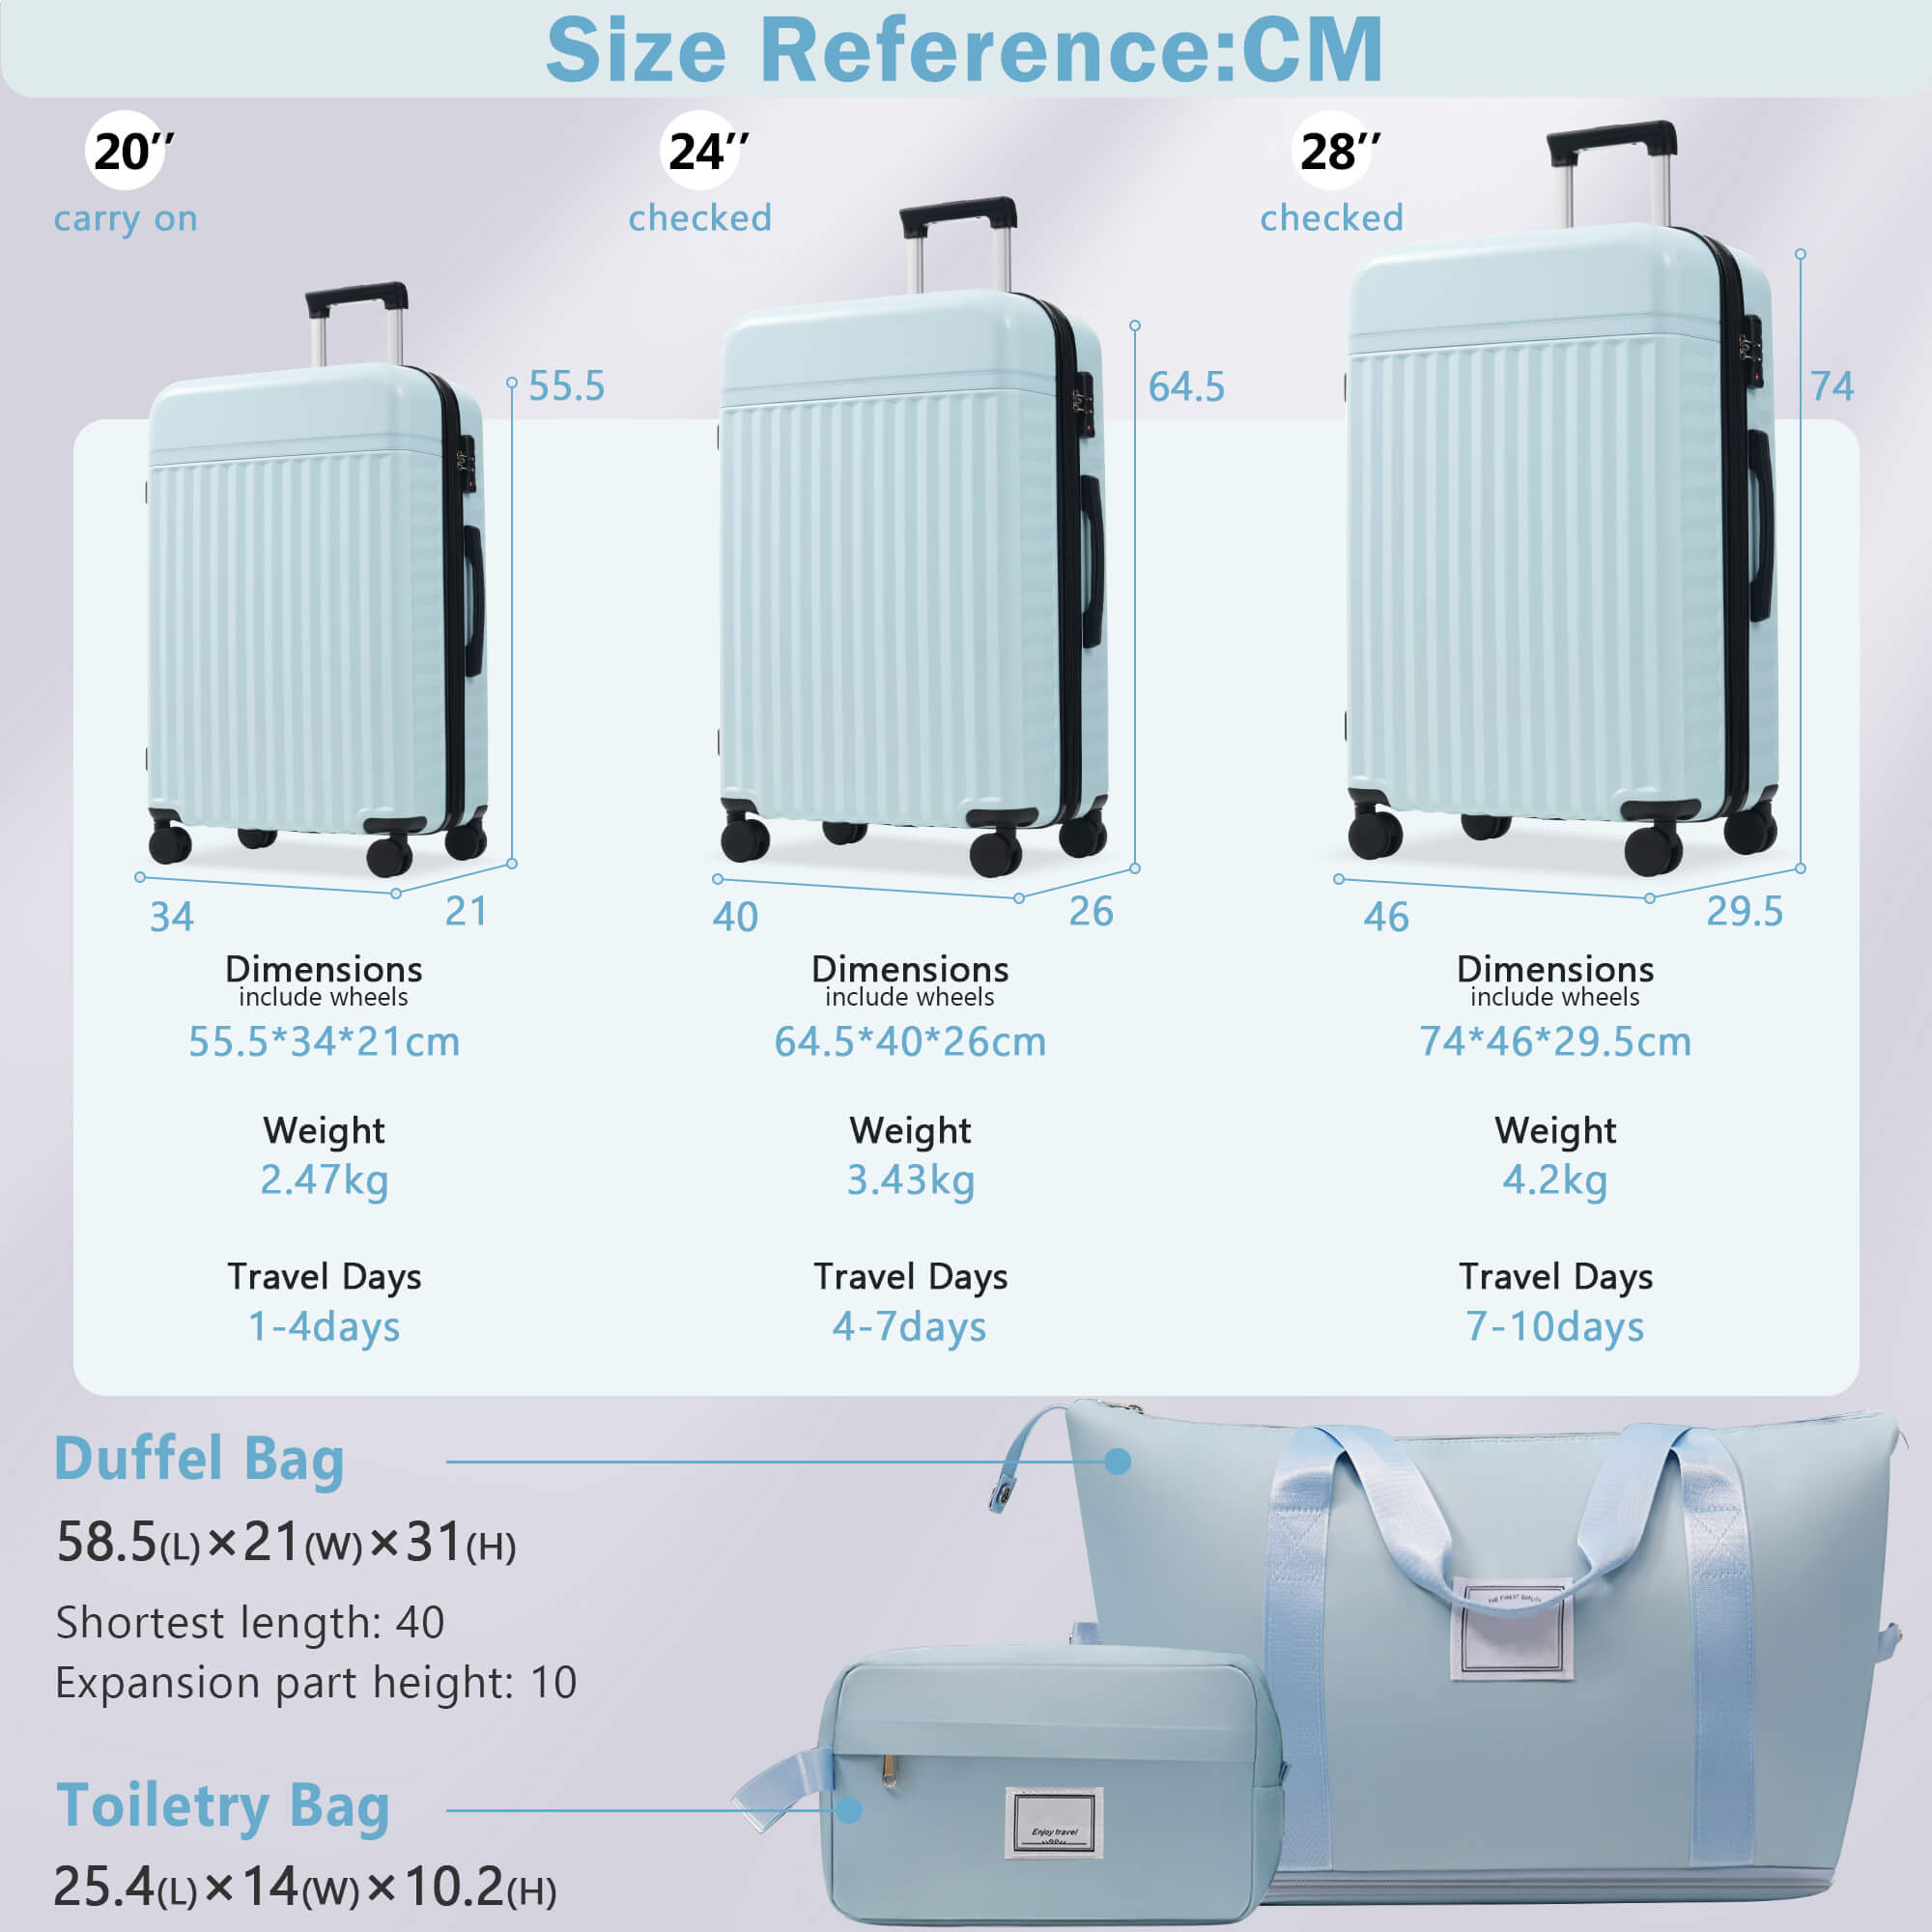 Size Reference:CM
20''
carry on
24''
checked
28''
checked
55.5
64.5
74
34
21
40
26
46
29.5
Dimensions
include wheels
55.5*34*21cm
Weight
2.47kg
Travel Days
1-4days
Dimensions
include wheels
64.5*40*26cm
Weight
3.43kg
Travel Days
4-7days
Dimensions
include wheels
74*46*29.5cm
Weight
4.2kg
Travel Days
7-10days
Duffel Bag
58.5(L)×21(W)×31(H)
Shortest length: 40
Expansion part height: 10
THE FINEST QUALITY
Toiletry Bag
25.4(L)×14(W)×10.2(H)
Enjoy travel